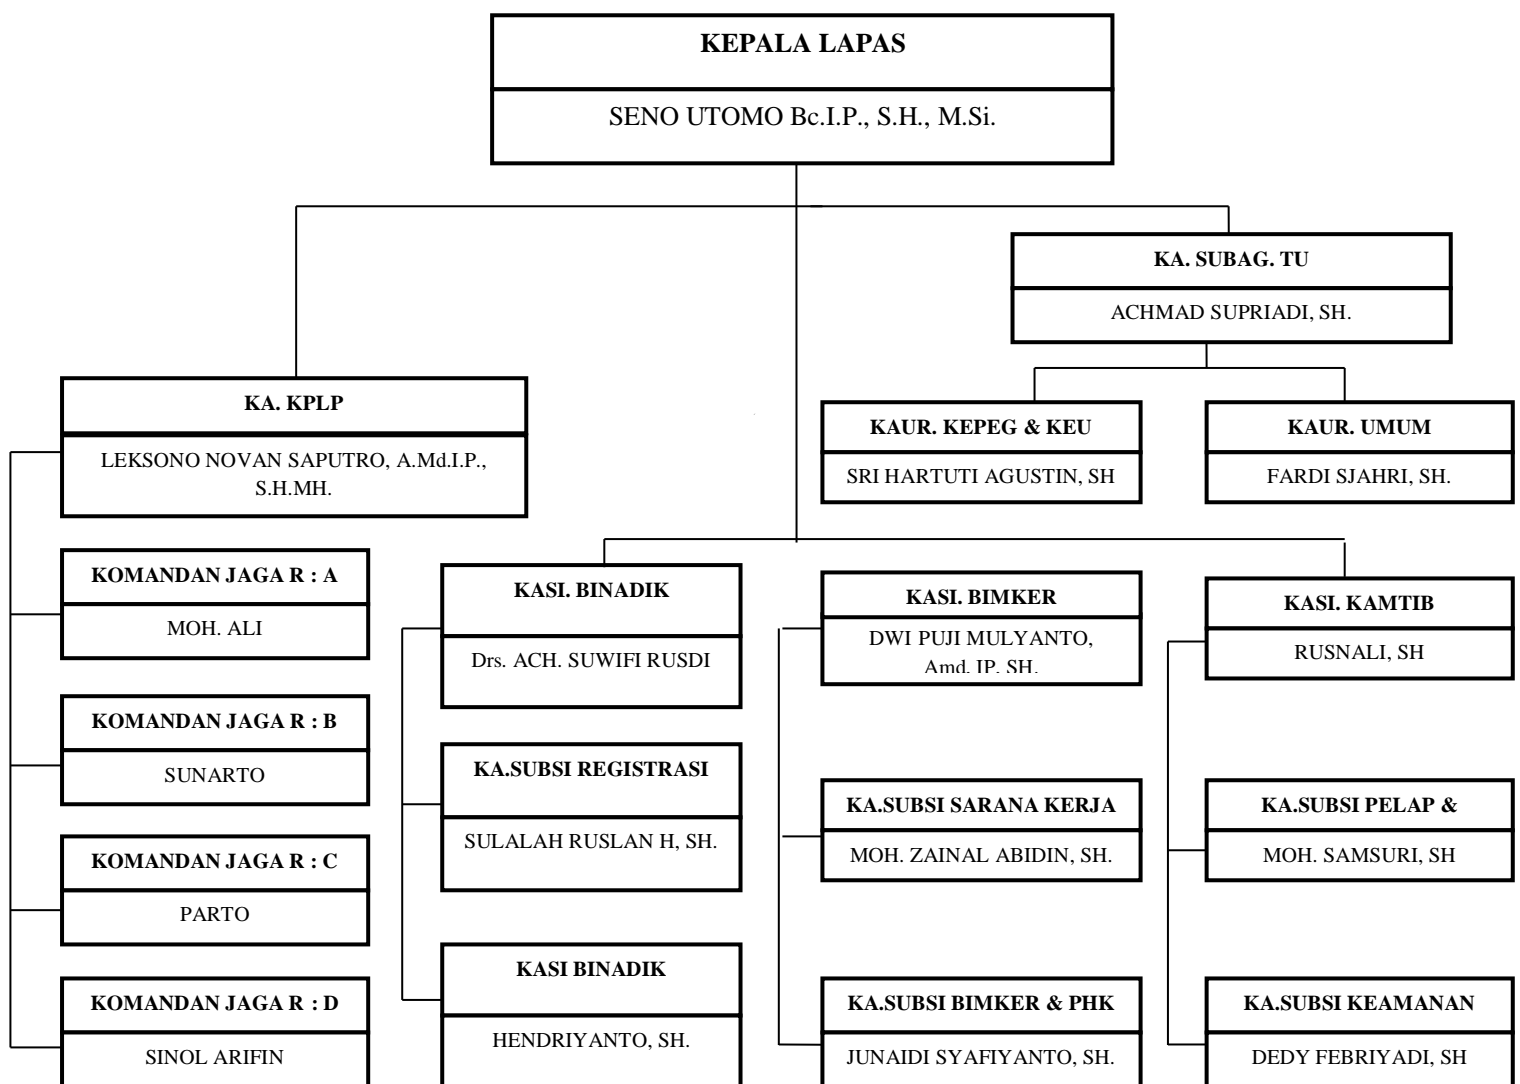 KEPALA LAPAS
SENO UTOMO Bc.I.P., S.H., M.Si.
KA. SUBAG. TU
ACHMAD SUPRIADI, SH.
KA. KPLP
LEKSONO NOVAN SAPUTRO, A.Md.I.P.,
S.H.MH.
KAUR. KEPEG & KEU
SRI HARTUTI AGUSTIN, SH
KAUR. UMUM
FARDI SJAHRI, SH.
KOMANDAN JAGA R : A
MOH. ALI
KOMANDAN JAGA R : B
SUNARTO
KOMANDAN JAGA R : C
PARTO
KOMANDAN JAGA R : D
SINOL ARIFIN
KASI. BINADIK
Drs. ACH. SUWIFI RUSDI
KA.SUBSI REGISTRASI
SULALAH RUSLAN H, SH.
KASI BINADIK
HENDRIYANTO, SH.
KASI. BIMKER
DWI PUJI MULYANTO,
Amd. IP. SH.
KA.SUBSI SARANA KERJA
MOH. ZAINAL ABIDIN, SH.
KA.SUBSI BIMKER & PHK
JUNAIDI SYAFIYANTO, SH.
KASI. KAMTIB
RUSNALI, SH
KA.SUBSI PELAP &
MOH. SAMSURI, SH
KA.SUBSI KEAMANAN
DEDY FEBRIYADI, SH